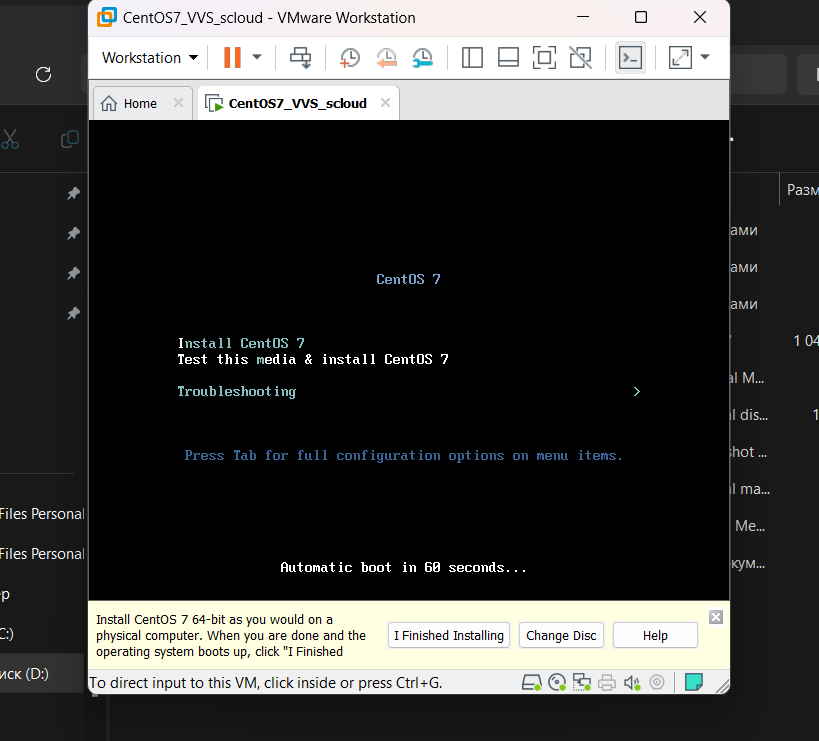 CentOS7_VVS_scloud - VMware Workstation
Workstation
Home
CentOS7_VVS_scloud
Разм
ами
ами
ами
CentOS 7
Install CentOS 7
1 04
Test this media & install CentOS 7
al M...
Troubleshooting
al dis...
1
shot ...
Press Tab for full configuration options on menu items.
al ma...
Files Personal
Me...
Files Personal
кум...
Automatic boot in 60 seconds...
ер
C:)
Install CentOS 7 64-bit as you would on a
physical computer. When you are done and the
operating system boots up, click "I Finished
I Finished Installing
Change Disc
Help
иск (D:)
To direct input to this VM, click inside or press Ctrl+G.